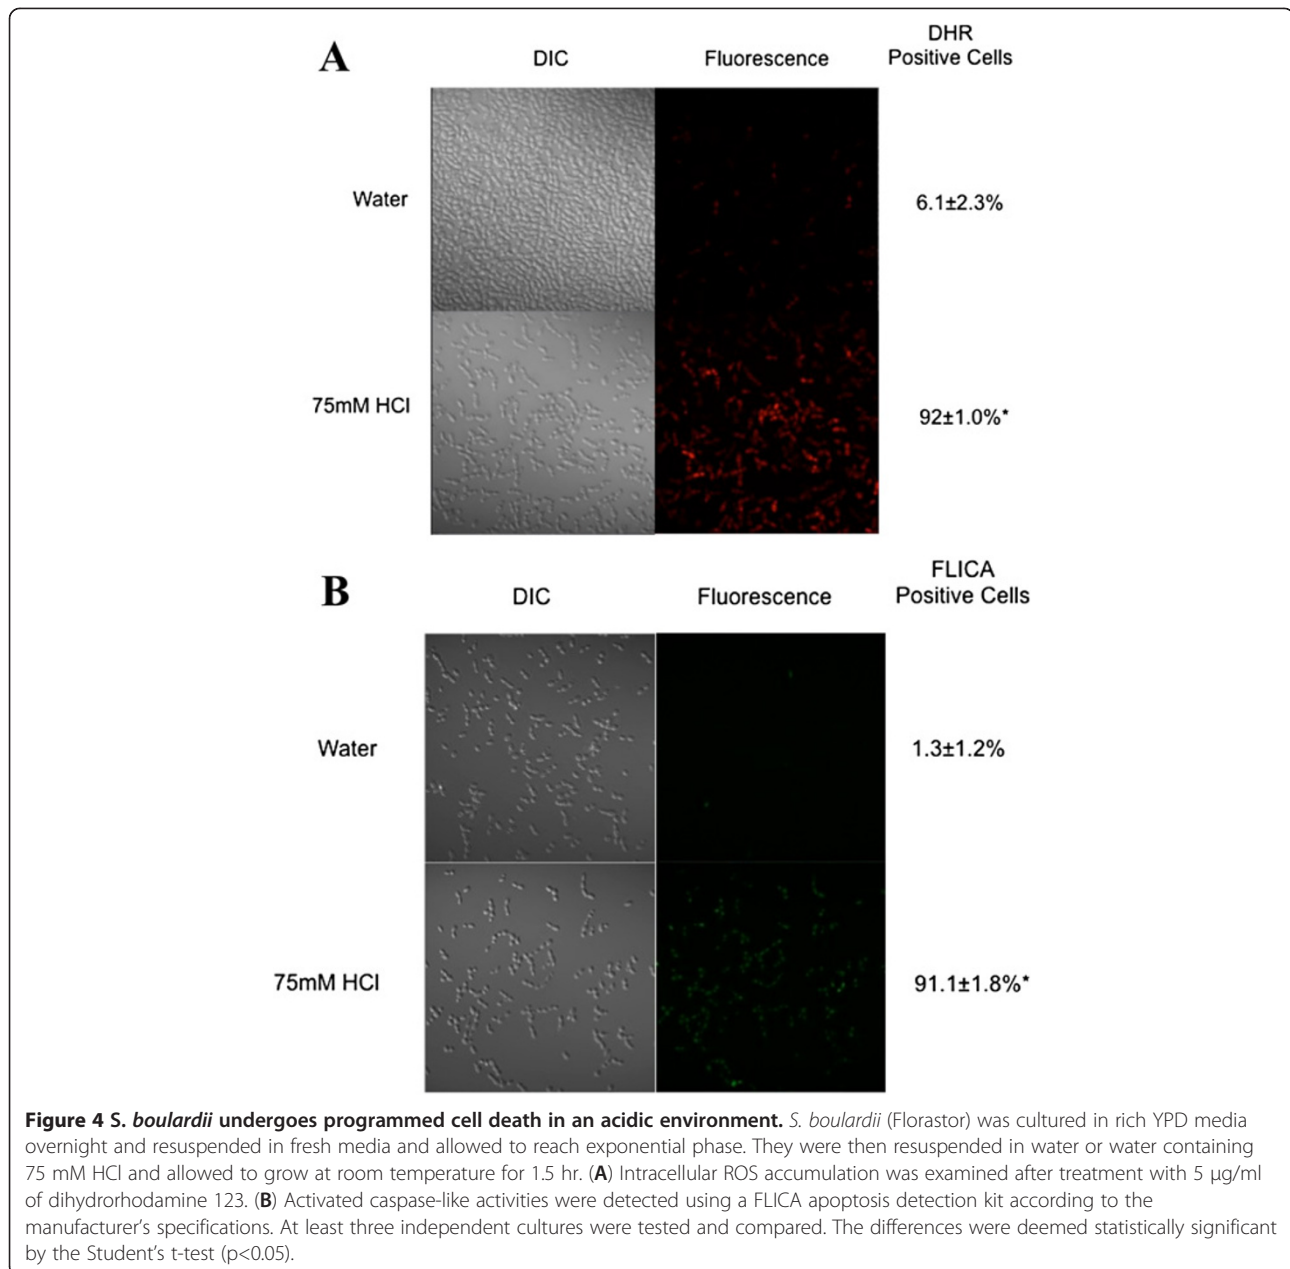 A
DIC
Fluorescence
DHR
Positive Cells
Water
6.1±2.3%
75mM HCl
92±1.0%*
B
DIC
Fluorescence
FLICA
Positive Cells
Water
1.3±1.2%
75mM HCl
91.1±1.8%*
Figure 4 S. boulardii undergoes programmed cell death in an acidic environment. S. boulardii (Florastor) was cultured in rich YPD media
overnight and resuspended in fresh media and allowed to reach exponential phase. They were then resuspended in water or water containing
75 mM HCl and allowed to grow at room temperature for 1.5 hr. (A) Intracellular ROS accumulation was examined after treatment with 5 μg/ml
of dihydrorhodamine 123. (B) Activated caspase-like activities were detected using a FLICA apoptosis detection kit according to the
manufacturer's specifications. At least three independent cultures were tested and compared. The differences were deemed statistically significant
by the Student's t-test (p<0.05).